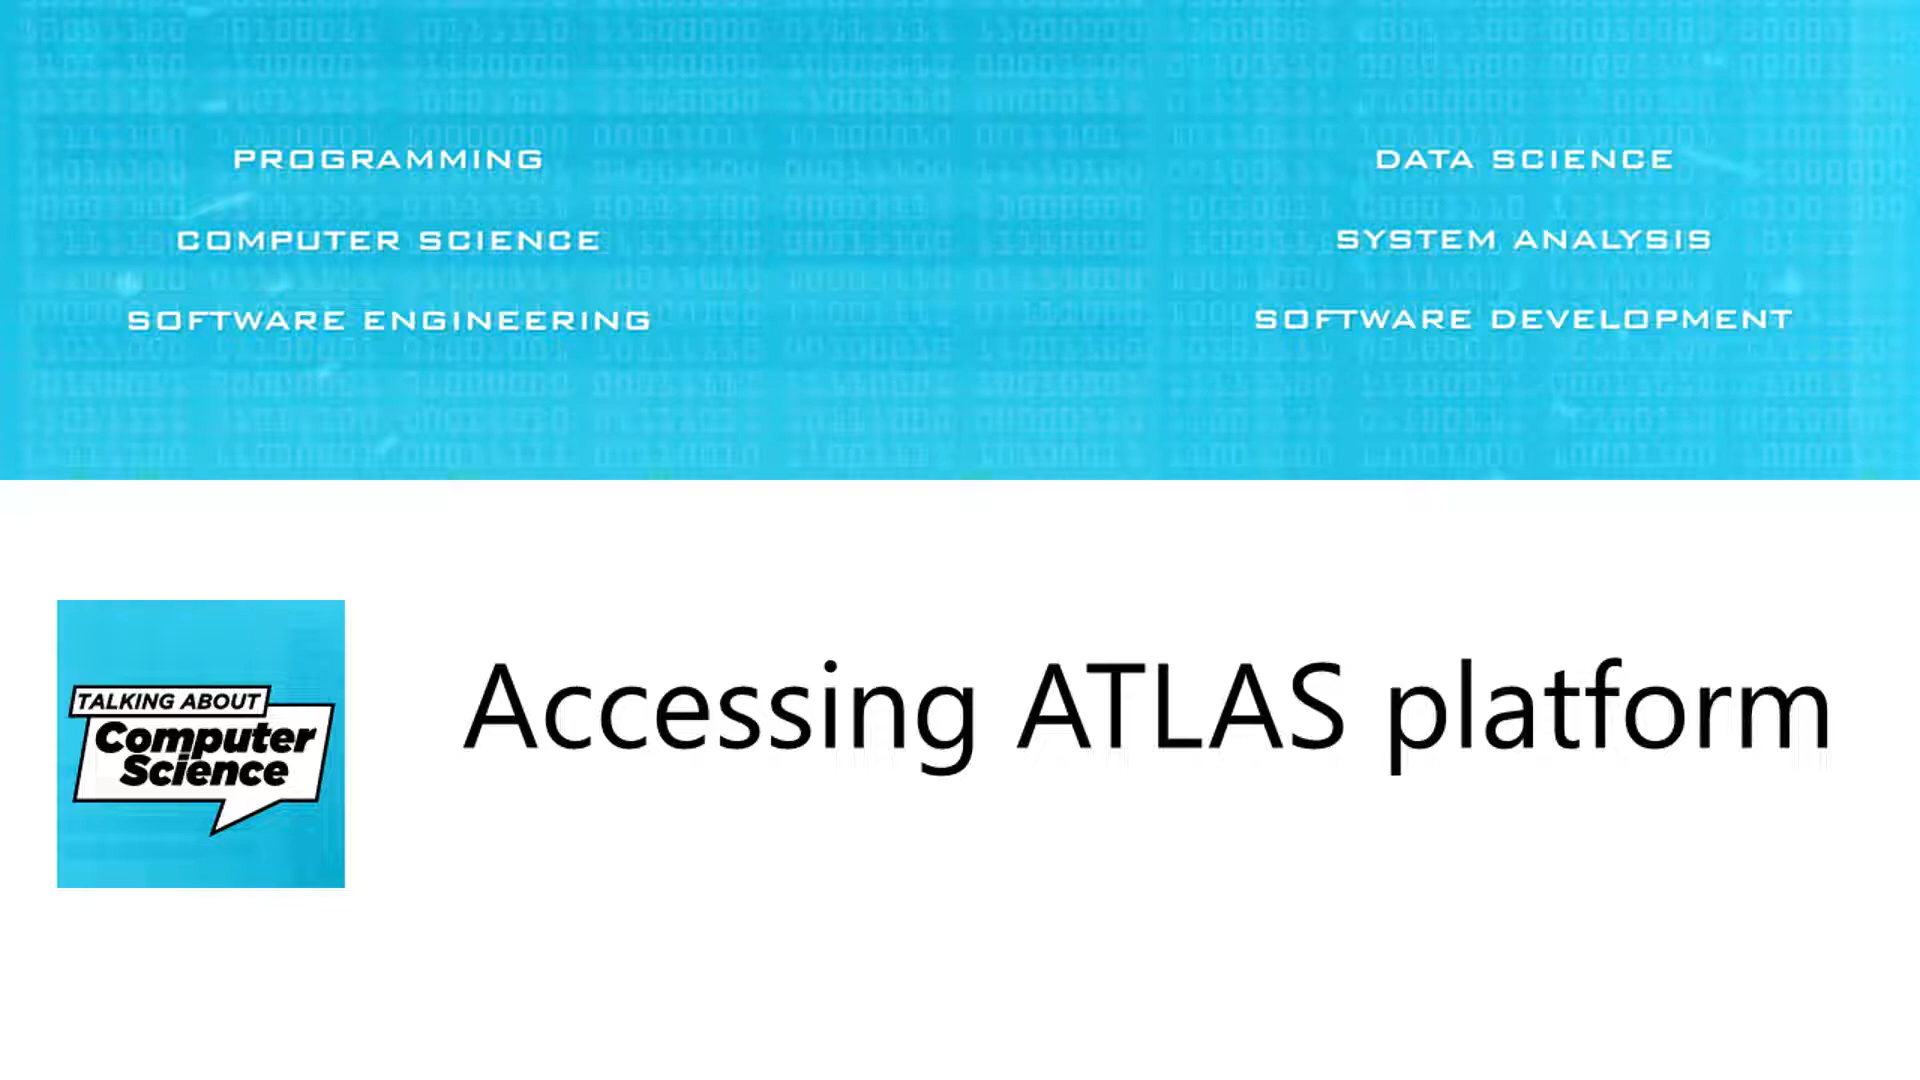 PROGRAMMING
COMPUTER SCIENCE
SOFTWARE ENGINEERING
DATA SCIENCE
SYSTEM ANALYSIS
SOFTWARE DEVELOPMENT
TALKING ABOUT
Computer
Science
Accessing ATLAS platform